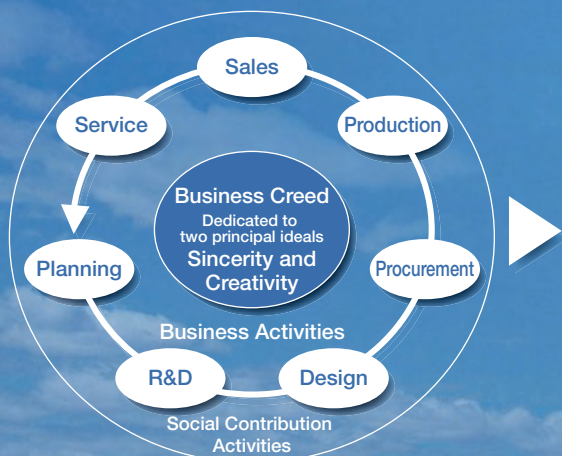 Sales
Service
Production
Business Creed
Dedicated to
two principal ideals
Sincerity and
Creativity
Planning
Procurement
Business Activities
R&D
Design
Social Contribution
Activities